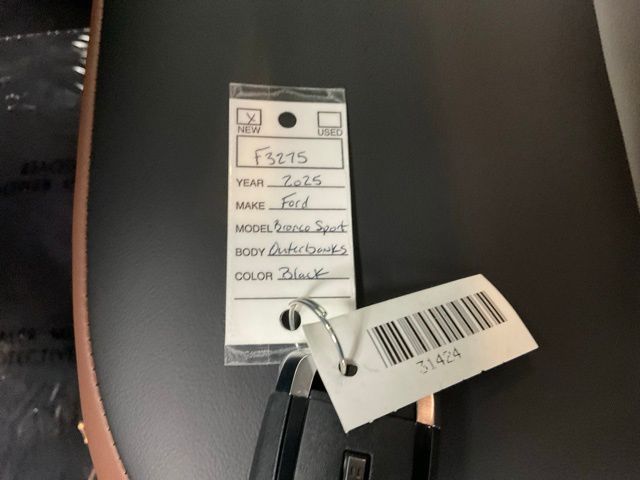 X
NEW USED
F3275
YEAR 2025
MAKE Ford
MODEL Bronco Sport
BODY Outerbanks
COLOR Black
31424